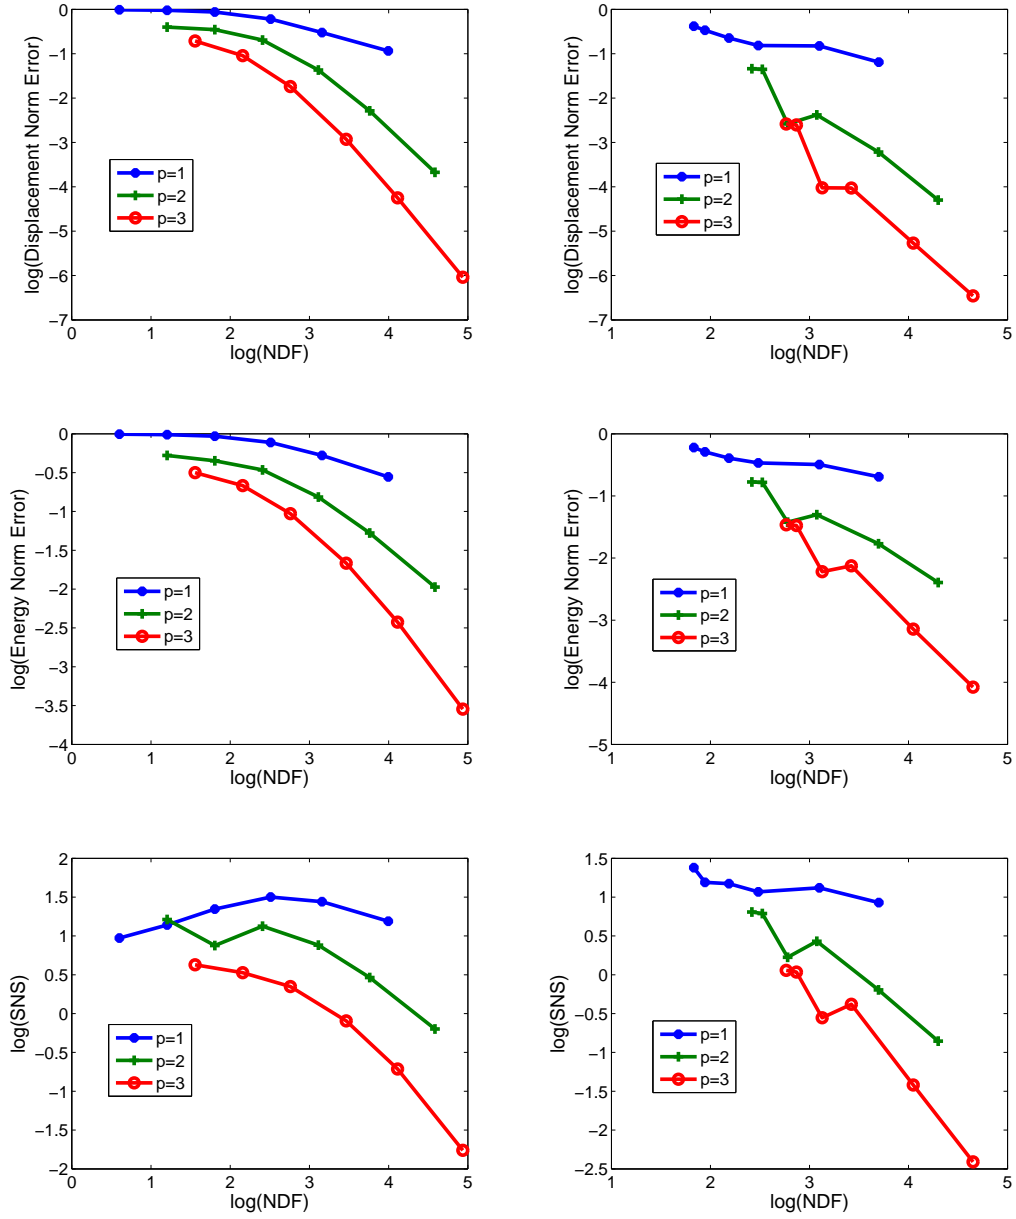 0
−1
−2
−3
−4
−5
−6
−7
log(Displacement Norm Error)
p=1
p=2
p=3
0 1 2 3 4 5
log(NDF)
0
−1
−2
−3
−4
−5
−6
−7
log(Displacement Norm Error)
p=1
p=2
p=3
1 2 3 4 5
log(NDF)
0
−0.5
−1
−1.5
−2
−2.5
−3
−3.5
−4
log(Energy Norm Error)
p=1
p=2
p=3
0 1 2 3 4 5
log(NDF)
0
−1
−2
−3
−4
−5
log(Energy Norm Error)
p=1
p=2
p=3
1 2 3 4 5
log(NDF)
2
1.5
1
0.5
0
−0.5
−1
−1.5
−2
log(SNS)
p=1
p=2
p=3
0 1 2 3 4 5
log(NDF)
1.5
1
0.5
0
−0.5
−1
−1.5
−2
−2.5
log(SNS)
p=1
p=2
p=3
1 2 3 4 5
log(NDF)